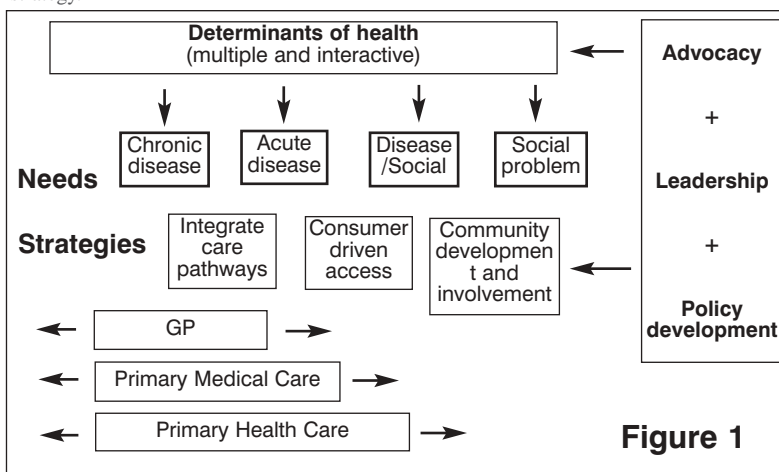 Determinants of health
(multiple and interactive)
Advocacy
+
Leadership
+
Policy
development
Needs
Chronic
disease
Acute
disease
Disease
/Social
Social
problem
Strategies
Integrate
care
pathways
Consumer
driven
access
Community
developmen
t and
involvement
GP
Primary Medical Care
Primary Health Care
Figure 1